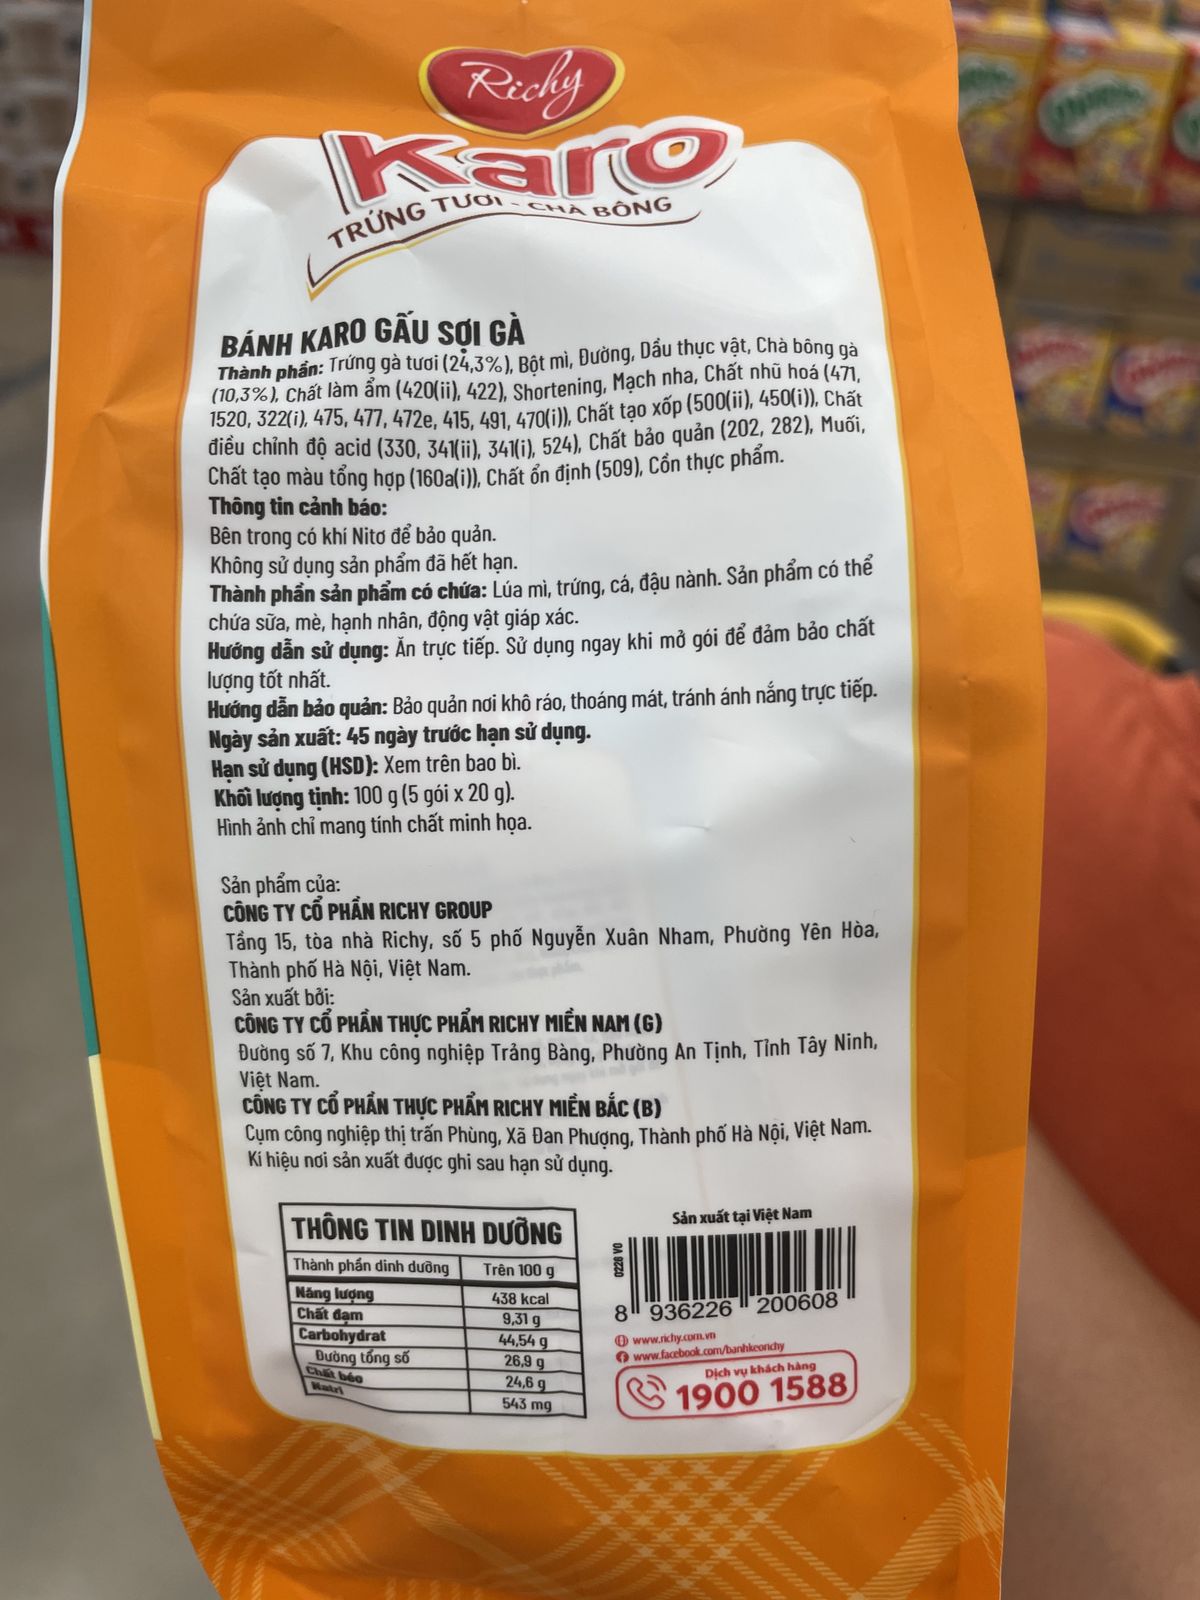 Richy
Karo
TRỨNG TƯƠI - CHÀ BÔNG
BÁNH KARO GẤU SỢI GÀ
Thành phần: Trứng gà tươi (24,3%), Bột mì, Đường, Dầu thực vật, Chà bông gà
(10,3%), Chất làm ẩm (420(ii), 422), Shortening, Mạch nha, Chất nhũ hoá (471,
1520, 322(i), 475, 477, 472e, 415, 491, 470(i)), Chất tạo xốp (500(ii), 450(i)), Chất
điều chỉnh độ acid (330, 341(ii), 341(i), 524), Chất bảo quản (202, 282), Muối,
Chất tạo màu tổng hợp (160a(i)), Chất ổn định (509), Cồn thực phẩm.
Thông tin cảnh báo:
Bên trong có khí Nitơ để bảo quản.
Không sử dụng sản phẩm đã hết hạn.
Thành phần sản phẩm có chứa: Lúa mì, trứng, cá, đậu nành. Sản phẩm có thể
chứa sữa, mè, hạnh nhân, động vật giáp xác.
Hướng dẫn sử dụng: Ăn trực tiếp. Sử dụng ngay khi mở gói để đảm bảo chất
lượng tốt nhất.
Hướng dẫn bảo quản: Bảo quản nơi khô ráo, thoáng mát, tránh ánh nắng trực tiếp.
Ngày sản xuất: 45 ngày trước hạn sử dụng.
Hạn sử dụng (HSD): Xem trên bao bì.
Khối lượng tịnh: 100 g (5 gói x 20 g).
Hình ảnh chỉ mang tính chất minh họa.
Sản phẩm của:
CÔNG TY CỔ PHẦN RICHY GROUP
Tầng 15, tòa nhà Richy, số 5 phố Nguyễn Xuân Nham, Phường Yên Hòa,
Thành phố Hà Nội, Việt Nam.
Sản xuất bởi:
CÔNG TY CỔ PHẦN THỰC PHẨM RICHY MIỀN NAM (G)
Đường số 7, Khu công nghiệp Trảng Bàng, Phường An Tịnh, Tỉnh Tây Ninh,
Việt Nam.
CÔNG TY CỔ PHẦN THỰC PHẨM RICHY MIỀN BẮC (B)
Cụm công nghiệp thị trấn Phùng, Xã Đan Phượng, Thành phố Hà Nội, Việt Nam.
Kí hiệu nơi sản xuất được ghi sau hạn sử dụng.
THÔNG TIN DINH DƯỠNG
Thành phần dinh dưỡng Trên 100 g
Năng lượng 438 kcal
Chất đạm 9,31 g
Carbohydrat 44,54 g
Đường tổng số 26,9 g
Chất béo 24,6 g
Natri 543 mg
Sản xuất tại Việt Nam
0226 V0
8 936226 200608
www.richy.com.vn
www.facebook.com/banhkeorichy
Dịch vụ khách hàng
1900 1588